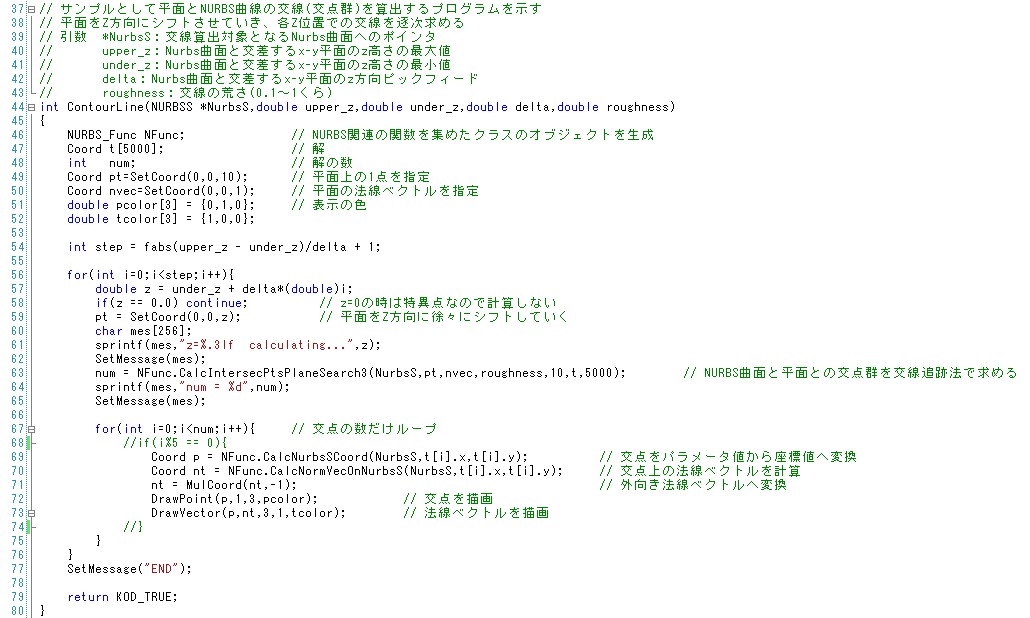 37 // サンプルとして平面とNURBS曲線の交線(交点群)を算出するプログラムを示す
38 // 平面をZ方向にシフトさせていき、各Z位置での交線を逐次求める
39 // 引数  *NurbsS：交線算出対象となるNurbs曲面へのポインタ
40 //       upper_z：Nurbs曲面と交差するx-y平面のz高さの最大値
41 //       under_z：Nurbs曲面と交差するx-y平面のz高さの最小値
42 //       delta：Nurbs曲面と交差するx-y平面のz方向ピックフィード
43 //       roughness：交線の荒さ(0.1～1くら)
44 int ContourLine(NURBSS *NurbsS,double upper_z,double under_z,double delta,double roughness)
45 {
46     NURBS_Func NFunc;               // NURBS関連の関数を集めたクラスのオブジェクトを生成
47     Coord t[5000];                  // 解
48     int   num;                      // 解の数
49     Coord pt=SetCoord(0,0,10);      // 平面上の1点を指定
50     Coord nvec=SetCoord(0,0,1);     // 平面の法線ベクトルを指定
51     double pcolor[3] = {0,1,0};     // 表示の色
52     double tcolor[3] = {1,0,0};
53
54     int step = fabs(upper_z - under_z)/delta + 1;
55
56     for(int i=0;i<step;i++){
57         double z = under_z + delta*(double)i;
58         if(z == 0.0) continue;          // z=0の時は特異点なので計算しない
59         pt = SetCoord(0,0,z);           // 平面をZ方向に徐々にシフトしていく
60         char mes[256];
61         sprintf(mes,"z=%.3lf  calculating...",z);
62         SetMessage(mes);
63         num = NFunc.CalcIntersecPtsPlaneSearch3(NurbsS,pt,nvec,roughness,10,t,5000);        // NURBS曲面と平面との交点群を交線追跡法で求める
64         sprintf(mes,"num = %d",num);
65         SetMessage(mes);
66
67         for(int i=0;i<num;i++){     // 交点の数だけループ
68             //if(i%5 == 0){
69                 Coord p = NFunc.CalcNurbsSCoord(NurbsS,t[i].x,t[i].y);          // 交点をパラメータ値から座標値へ変換
70                 Coord nt = NFunc.CalcNormVecOnNurbsS(NurbsS,t[i].x,t[i].y);     // 交点上の法線ベクトルを計算
71                 nt = MulCoord(nt,-1);                                           // 外向き法線ベクトルへ変換
72                 DrawPoint(p,1,3,pcolor);            // 交点を描画
73                 DrawVector(p,nt,3,1,tcolor);        // 法線ベクトルを描画
74             //}
75         }
76     }
77     SetMessage("END");
78
79     return KOD_TRUE;
80 }